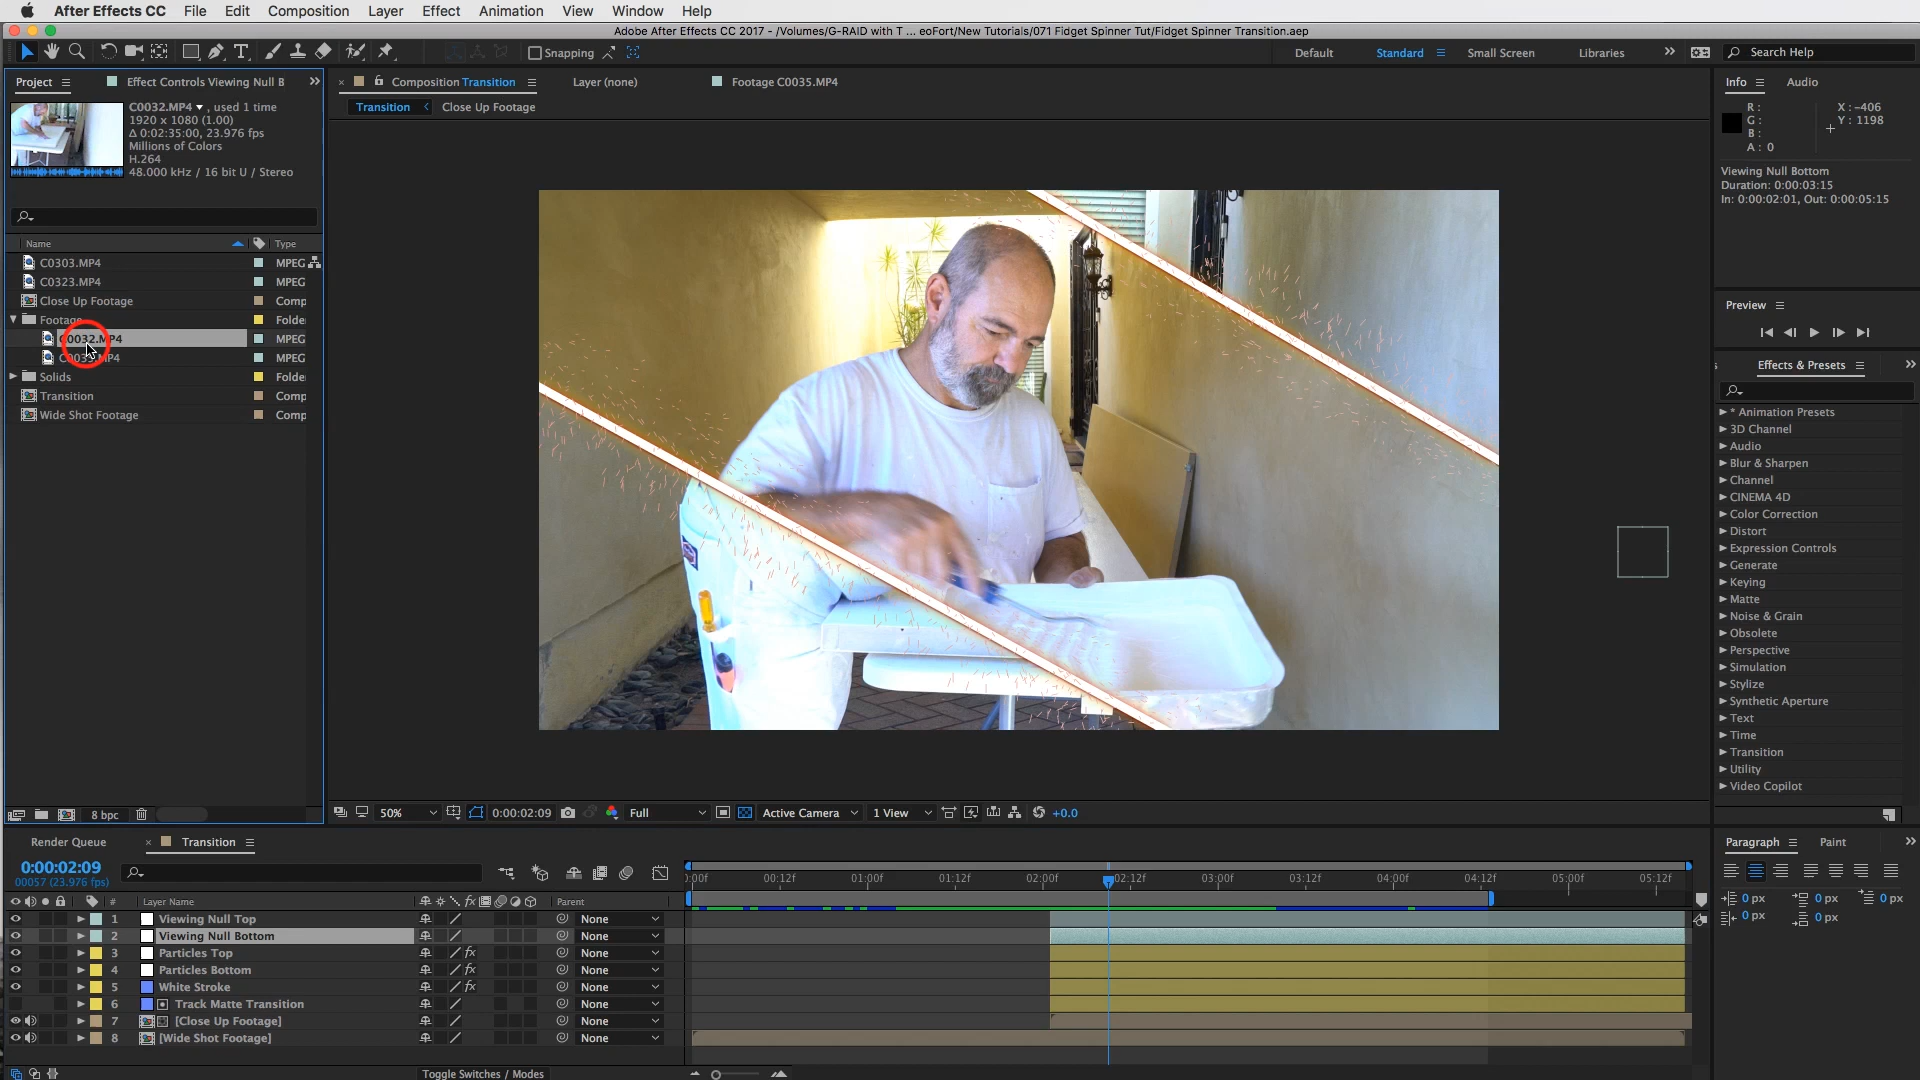 After Effects CC File Edit Composition Layer Effect Animation View Window Help
Adobe After Effects CC 2017 - /Volumes/G-RAID with T ... eoFort/New Tutorials/071 Fidget Spinner Tut/Fidget Spinner Transition.aep
Snapping Default Standard Small Screen Libraries Search Help
Project Effect Controls Viewing Null B
C0032.MP4 , used 1 time
1920 x 1080 (1.00)
Δ 0:02:35:00, 23.976 fps
Millions of Colors
H.264
48.000 kHz / 16 bit U / Stereo
Name Type
C0303.MP4 MPEG
C0323.MP4 MPEG
Close Up Footage Comp
Footage Folde
C0032.MP4 MPEG
MPEG
Solids Folde
Transition Comp
Wide Shot Footage Comp
8 bpc
Composition Transition Layer (none) Footage C0035.MP4
Transition Close Up Footage
50% 0:00:02:09 Full Active Camera 1 View +0.0
Info Audio
R:
G:
B:
A: 0
X: -406
Y: 1198
Viewing Null Bottom
Duration: 0:00:03:15
In: 0:00:02:01, Out: 0:00:05:15
Preview
Effects & Presets
* Animation Presets
3D Channel
Audio
Blur & Sharpen
Channel
CINEMA 4D
Color Correction
Distort
Expression Controls
Generate
Keying
Matte
Noise & Grain
Obsolete
Perspective
Simulation
Stylize
Synthetic Aperture
Text
Time
Transition
Utility
Video Copilot
Render Queue Transition
0:00:02:09
00057 (23.976 fps)
# Layer Name Parent
:00f 00:12f 01:00f 01:12f 02:00f 02:12f 03:00f 03:12f 04:00f 04:12f 05:00f 05:12f
1 Viewing Null Top None
2 Viewing Null Bottom None
3 Particles Top fx None
4 Particles Bottom fx None
5 White Stroke fx None
6 Track Matte Transition None
7 [Close Up Footage] None
8 [Wide Shot Footage] None
Toggle Switches / Modes
Paragraph Paint
0 px 0 px 0 px
0 px 0 px